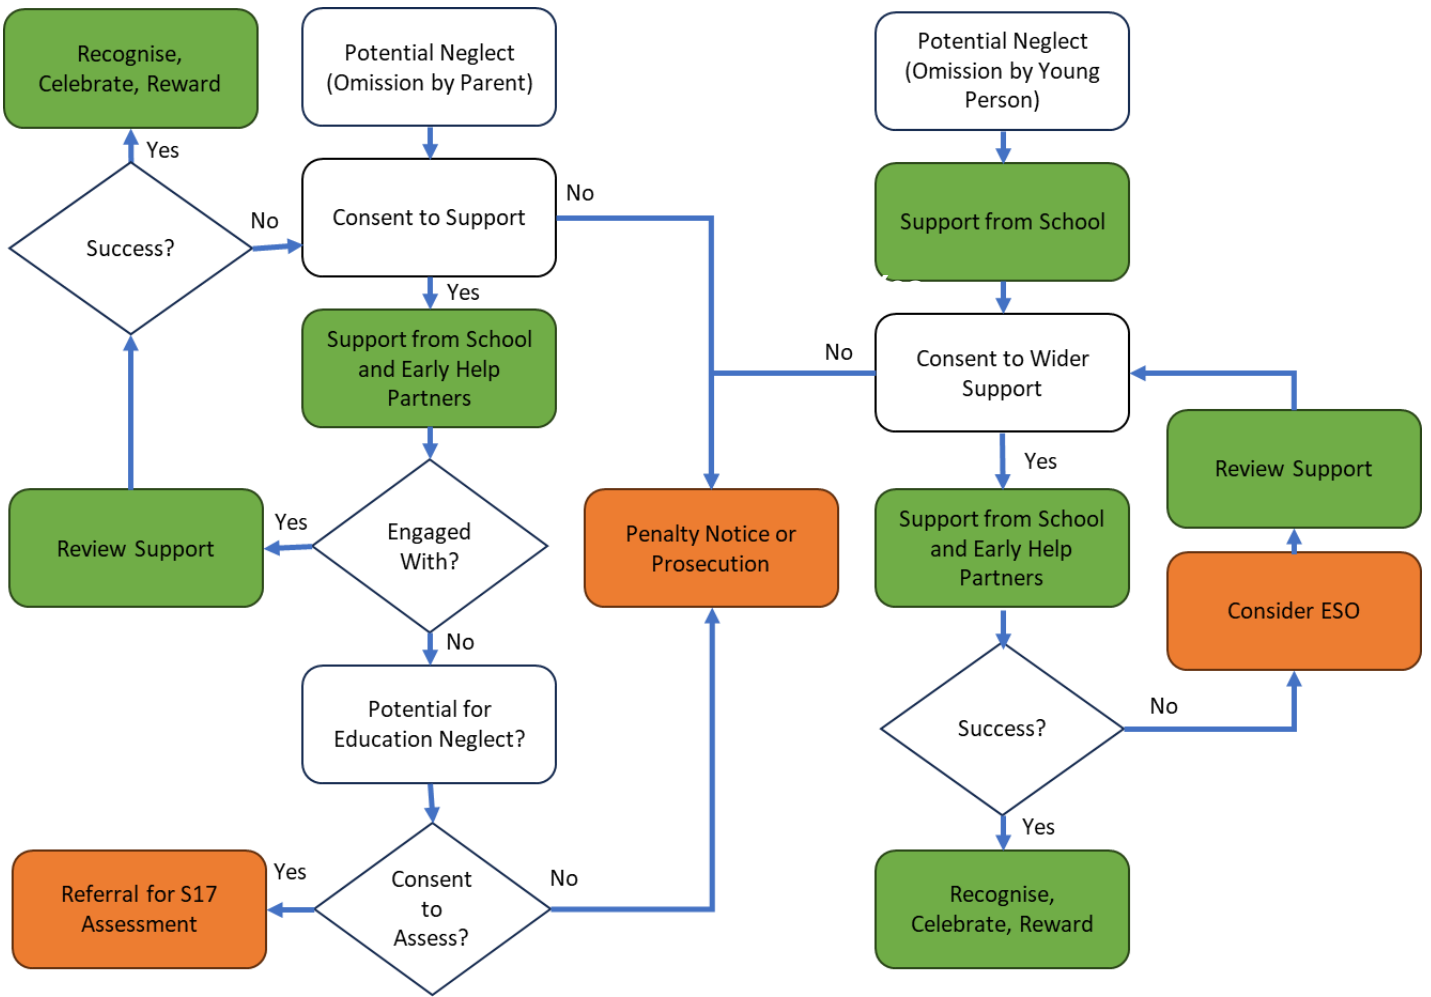 Recognise,
Celebrate, Reward
Yes
Success?
No
Potential Neglect
(Omission by Parent)
Consent to Support
No
Yes
Support from School
and Early Help
Partners
Engaged
With?
Yes
Review Support
No
Potential for
Education Neglect?
Consent
to
Assess?
Yes
Referral for S17
Assessment
No
Penalty Notice or
Prosecution
Potential Neglect
(Omission by Young
Person)
Support from School
Consent to Wider
Support
No
Yes
Support from School
and Early Help
Partners
Success?
No
Consider ESO
Review Support
Yes
Recognise,
Celebrate, Reward